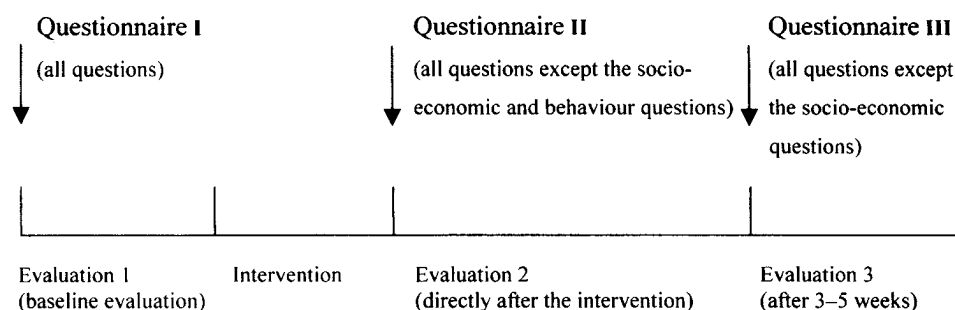 Questionnaire I
(all questions)
Questionnaire II
(all questions except the socio-
economic and behaviour questions)
Questionnaire III
(all questions except
the socio-economic
questions)
Evaluation 1
(baseline evaluation)
Intervention
Evaluation 2
(directly after the intervention)
Evaluation 3
(after 3–5 weeks)